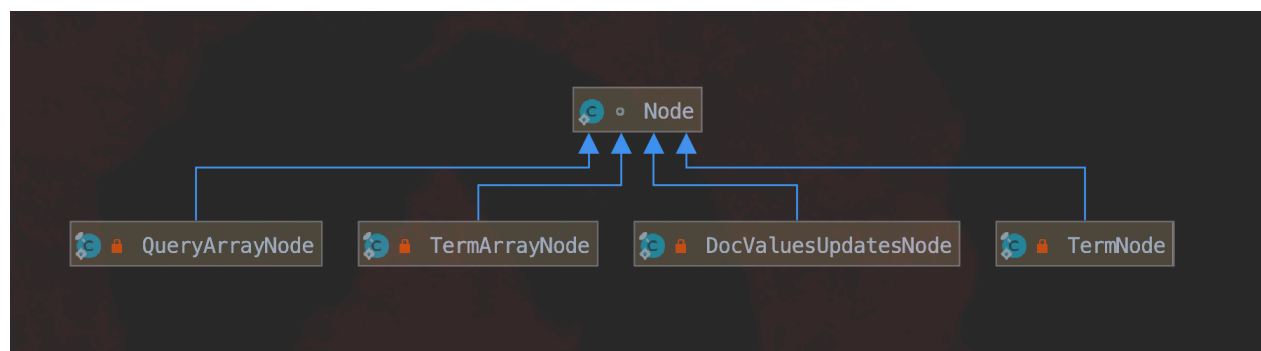 Node
QueryArrayNode
TermArrayNode
DocValuesUpdatesNode
TermNode